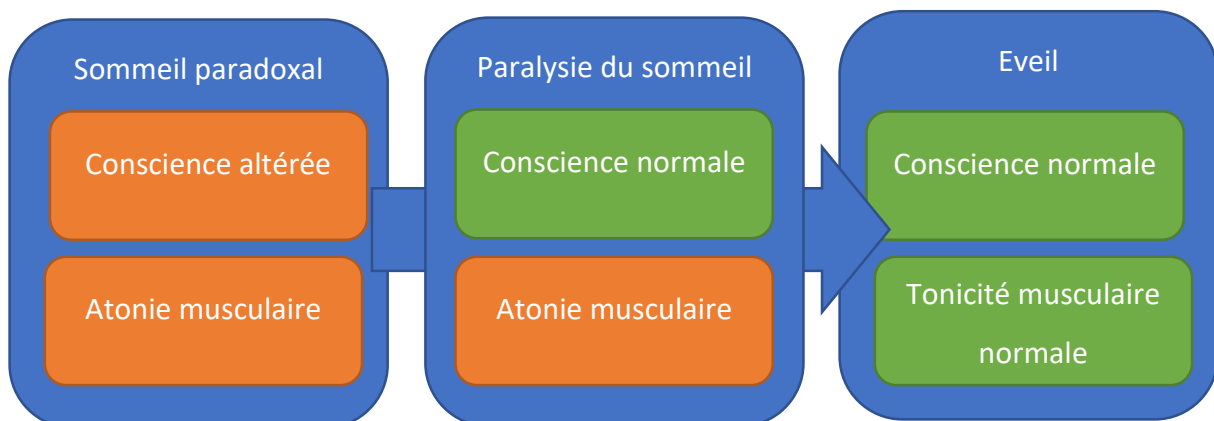 Sommeil paradoxal
Conscience altérée
Atonie musculaire
Paralysie du sommeil
Conscience normale
Atonie musculaire
Eveil
Conscience normale
Tonicité musculaire
normale